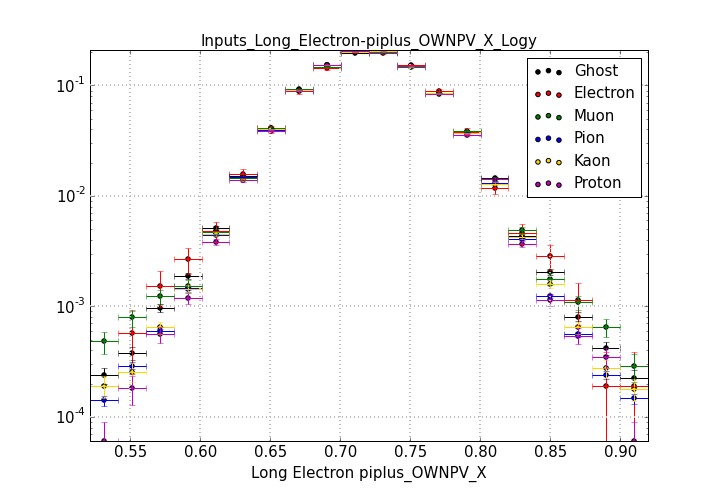 Inputs_Long_Electron-piplus_OWNPV_X_Logy
Ghost
Electron
Muon
Pion
Kaon
Proton
10^-1
10^-2
10^-3
10^-4
0.55 0.60 0.65 0.70 0.75 0.80 0.85 0.90
Long Electron piplus_OWNPV_X